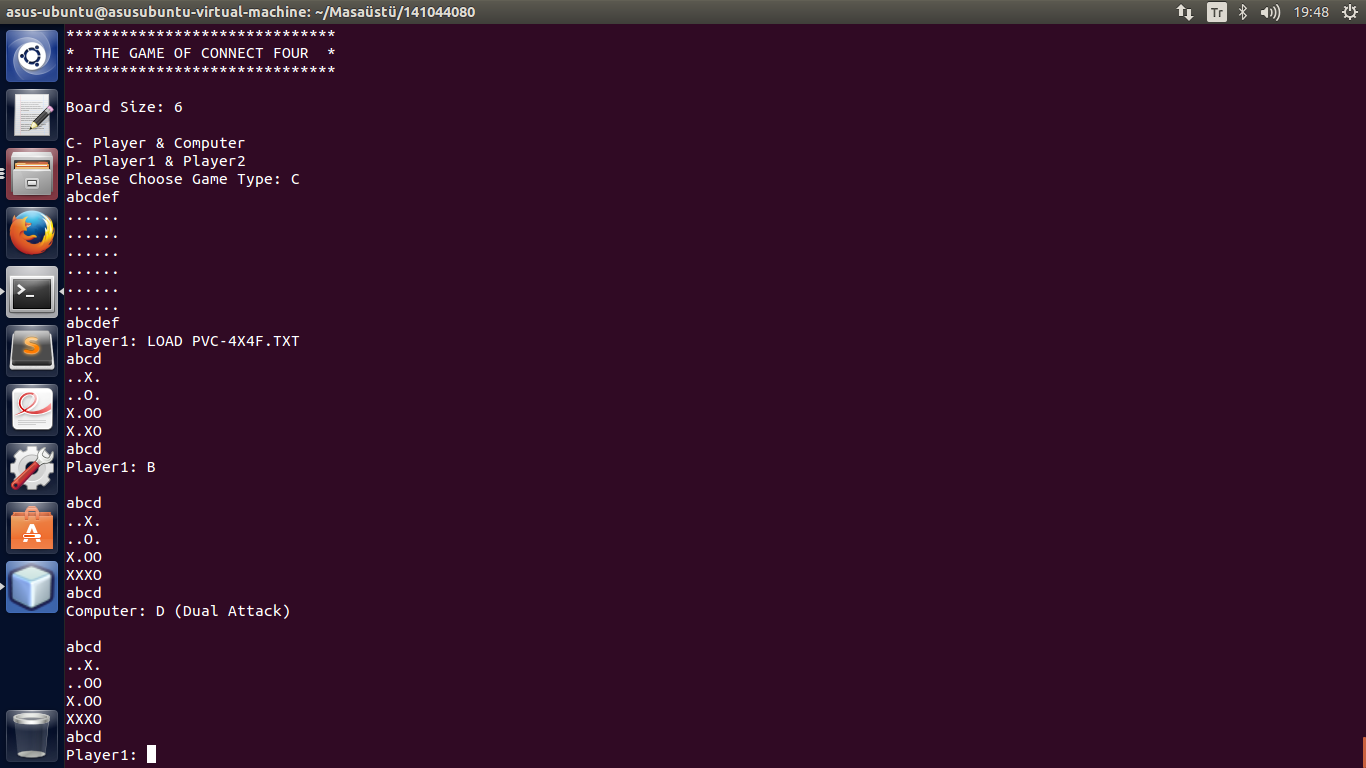 asus-ubuntu@asusubuntu-virtual-machine: ~/Masaüstü/141044080
Tr
19:48
******************************
*  THE GAME OF CONNECT FOUR  *
******************************
Board Size: 6
C- Player & Computer
P- Player1 & Player2
Please Choose Game Type: C
abcdef
......
......
......
......
......
......
abcdef
Player1: LOAD PVC-4X4F.TXT
abcd
..X.
..O.
X.OO
X.XO
abcd
Player1: B
abcd
..X.
..O.
X.OO
XXXO
abcd
Computer: D (Dual Attack)
abcd
..X.
..OO
X.OO
XXXO
abcd
Player1: